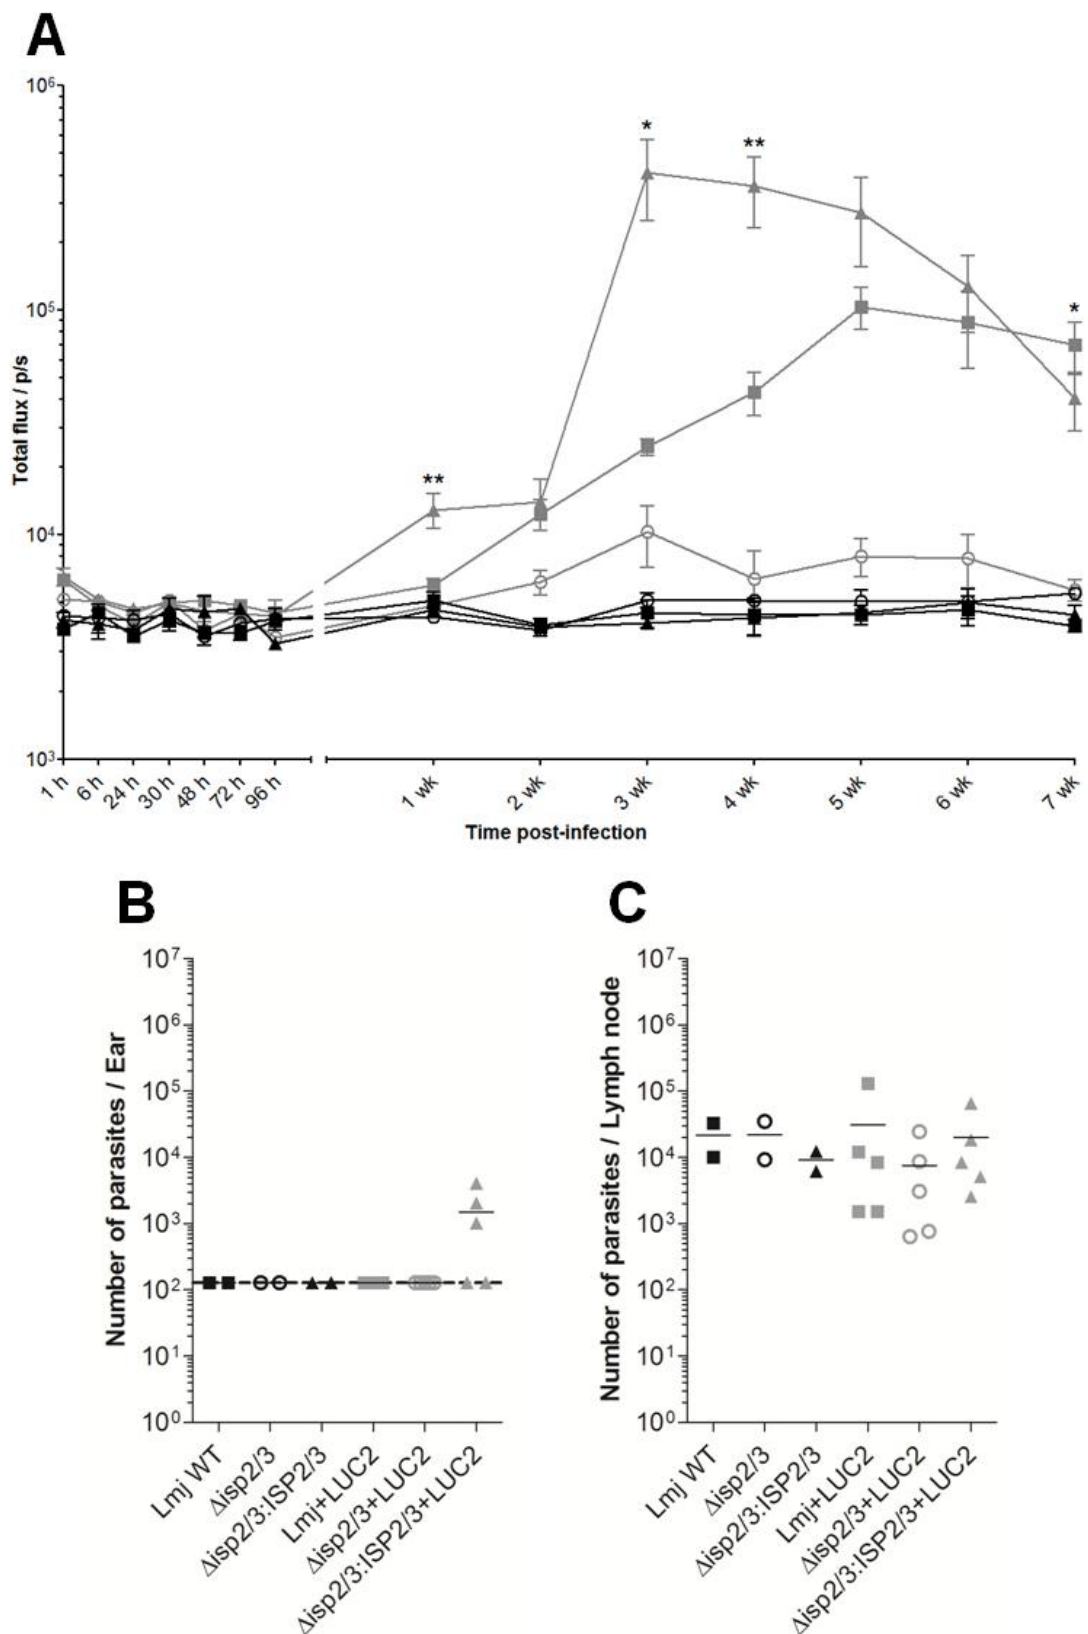 A
10⁶
10⁵
10⁴
10³
Total flux / p/s
*
**
**
*
1 h
6 h
24 h
30 h
48 h
72 h
96 h
1 wk
2 wk
3 wk
4 wk
5 wk
6 wk
7 wk
Time post-infection
B
10⁷
10⁶
10⁵
10⁴
10³
10²
10¹
10⁰
Number of parasites / Ear
Lmj WT
Δisp2/3
Δisp2/3:ISP2/3
Lmj+LUC2
Δisp2/3+LUC2
Δisp2/3:ISP2/3+LUC2
C
10⁷
10⁶
10⁵
10⁴
10³
10²
10¹
10⁰
Number of parasites / Lymph node
Lmj WT
Δisp2/3
Δisp2/3:ISP2/3
Lmj+LUC2
Δisp2/3+LUC2
Δisp2/3:ISP2/3+LUC2